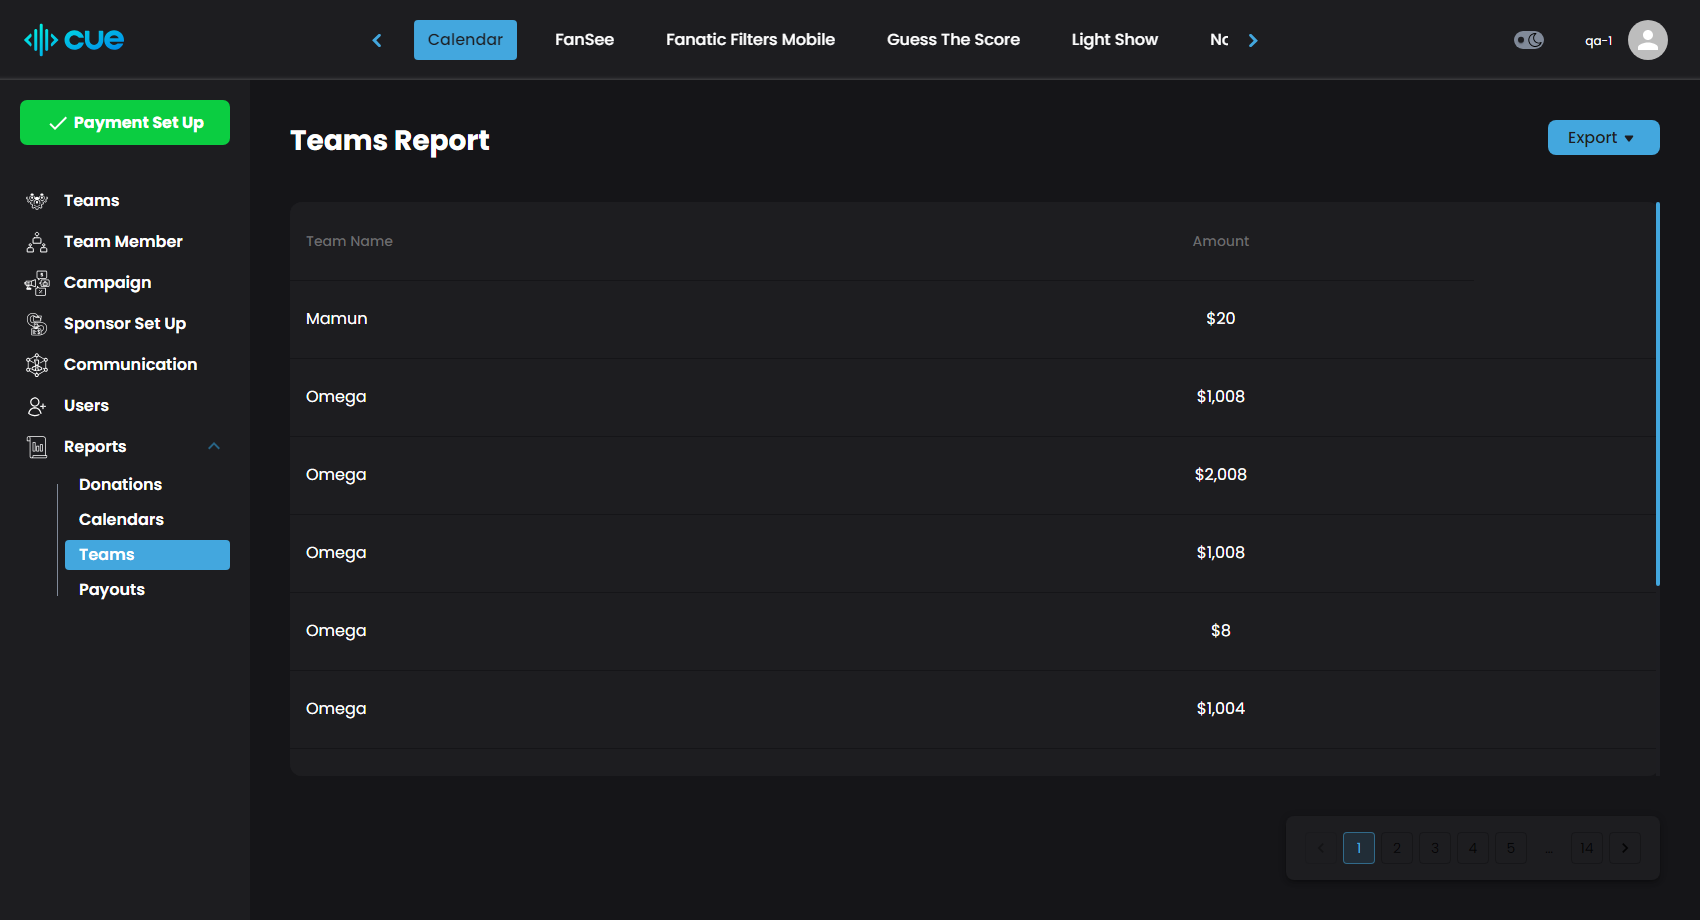 cue
Calendar
FanSee
Fanatic Filters Mobile
Guess The Score
Light Show
qa-1
Payment Set Up
Teams
Team Member
Campaign
Sponsor Set Up
Communication
Users
Reports
Donations
Calendars
Teams
Payouts
Teams Report
Export
Team Name Amount
Mamun $20
Omega $1,008
Omega $2,008
Omega $1,008
Omega $8
Omega $1,004
1 2 3 4 5 ... 14